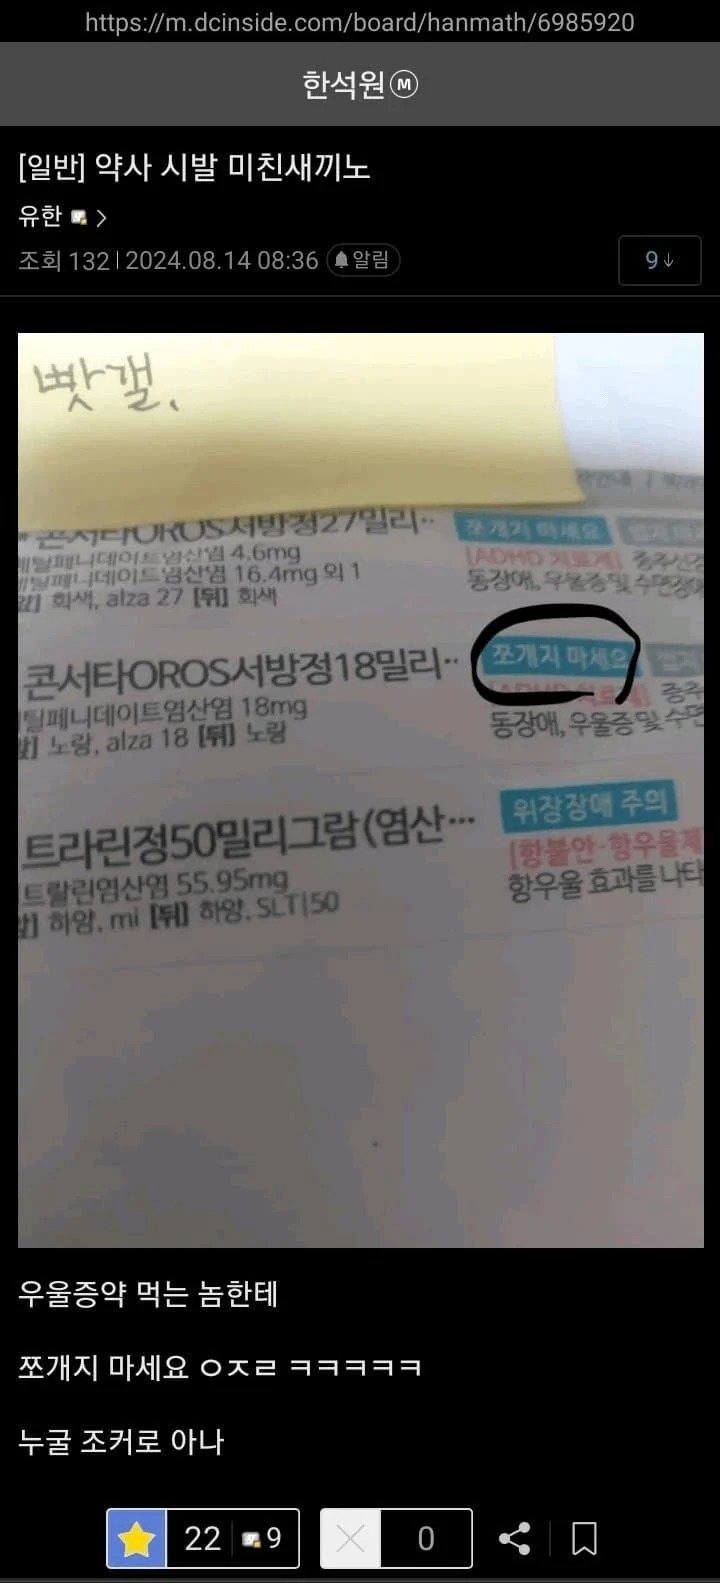 https://m.dcinside.com/board/hanmath/6985920
한석원Ⓜ
[일반] 약사 시발 미친새끼노
유한
조회 132 | 2024.08.14 08:36 알림
9↓
빳갤.
콘서타OROS서방정27밀리··
쪼개지 마세요
메틸페니데이트염산염 4.6mg
[ADHD 치료제]
메틸페니데이트염산염 16.4mg 외 1
동장애, 우울증 및 수면장애
회색, alza 27 [뒤] 회색
콘서타OROS서방정18밀리··
쪼개지 마세요
틸페니데이트염산염 18mg
동장애, 우울증 및 수면
노랑, alza 18 [뒤] 노랑
트라린정50밀리그람(염산···
위장장애 주의
트랄린염산염 55.95mg
[항불안·항우울제
하양, mi [뒤] 하양, SLT|50
항우울 효과를 나타
우울증약 먹는 놈한테
쪼개지 마세요 ㅇㅈㄹ ㅋㅋㅋㅋㅋ
누굴 조커로 아나
22
9
0